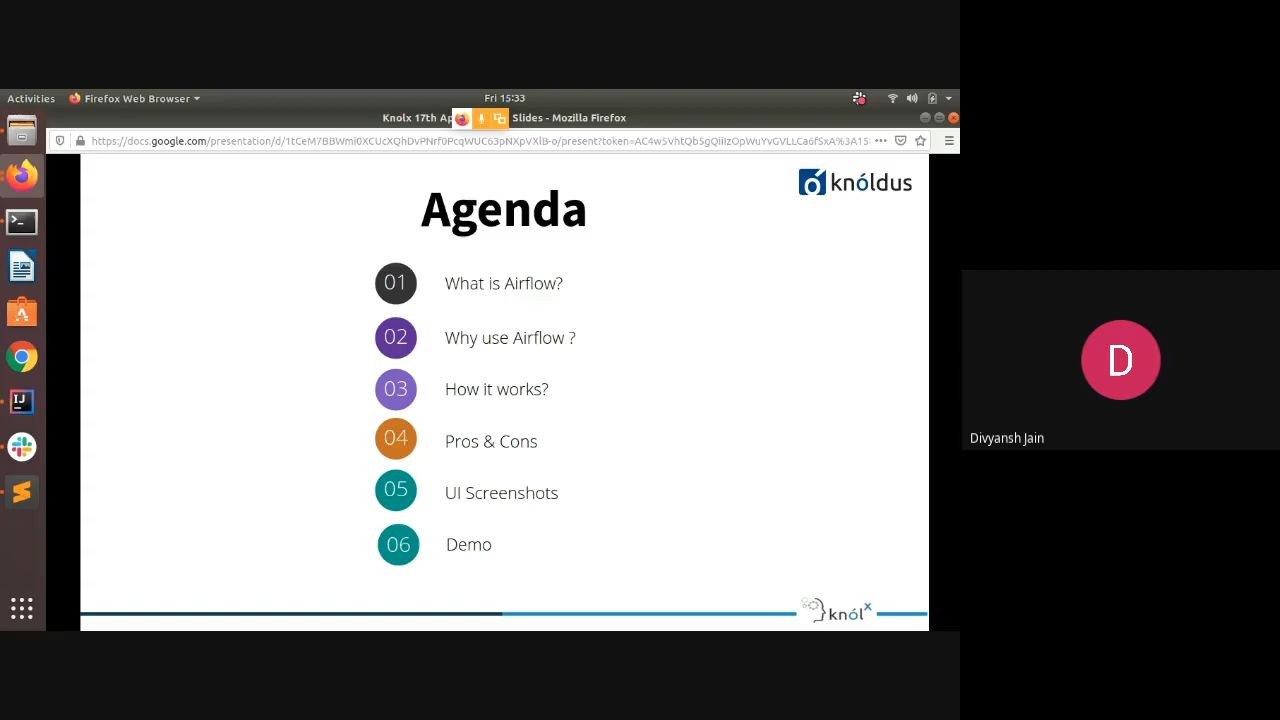 Activities
Firefox Web Browser
Fri 15:33
Knolx 17th Ap
Slides - Mozilla Firefox
knóldus
Agenda
01 What is Airflow?
02 Why use Airflow ?
03 How it works?
04 Pros & Cons
05 UI Screenshots
06 Demo
knólx
D
Divyansh Jain